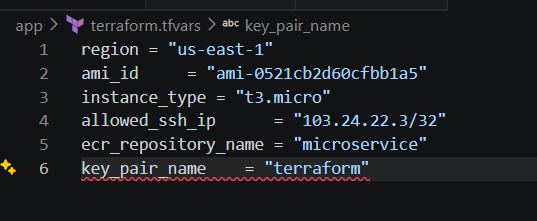 app > terraform.tfvars > abc key_pair_name
1 region = "us-east-1"
2 ami_id     = "ami-0521cb2d60cfbb1a5"
3 instance_type = "t3.micro"
4 allowed_ssh_ip      = "103.24.22.3/32"
5 ecr_repository_name = "microservice"
6 key_pair_name    = "terraform"